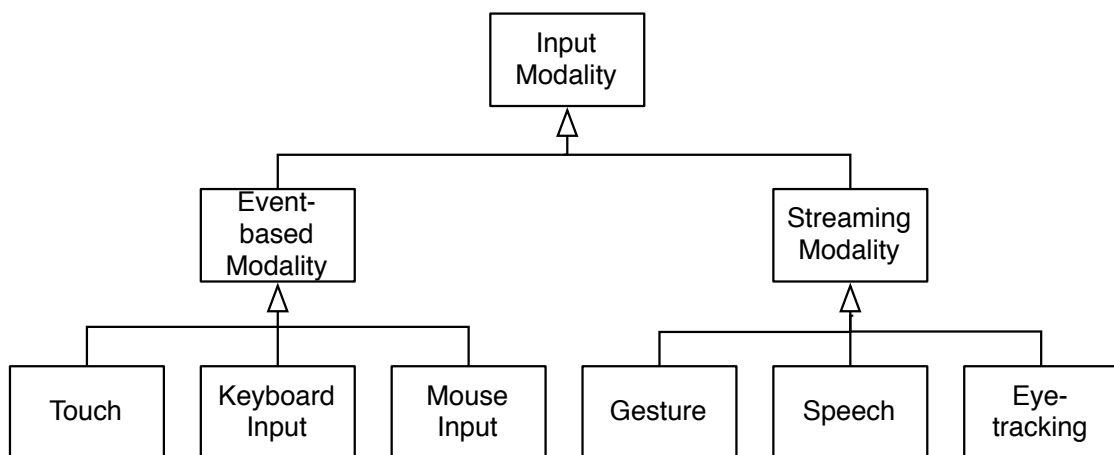 Input
Modality
Event-
based
Modality
Streaming
Modality
Touch
Keyboard
Input
Mouse
Input
Gesture
Speech
Eye-
tracking